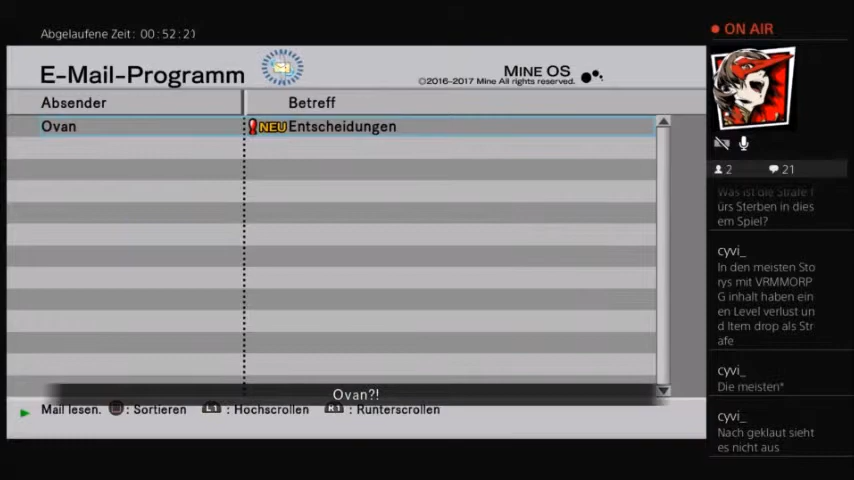 Abgelaufene Zeit: 00:52:21
ON AIR
E-Mail-Programm
MINE OS
©2016-2017 Mine All rights reserved.
Absender
Betreff
Ovan
NEU Entscheidungen
2
21
Was ist die Strafe f
ürs Sterben in dies
em Spiel?
cyvi_
In den meisten Sto
rys mit VRMMORP
G inhalt haben ein
en Level verlust un
d Item drop als Str
afe
cyvi_
Die meisten*
cyvi_
Nach geklaut sieht
es nicht aus
Ovan?!
Mail lesen. : Sortieren L1 : Hochscrollen R1 : Runterscrollen